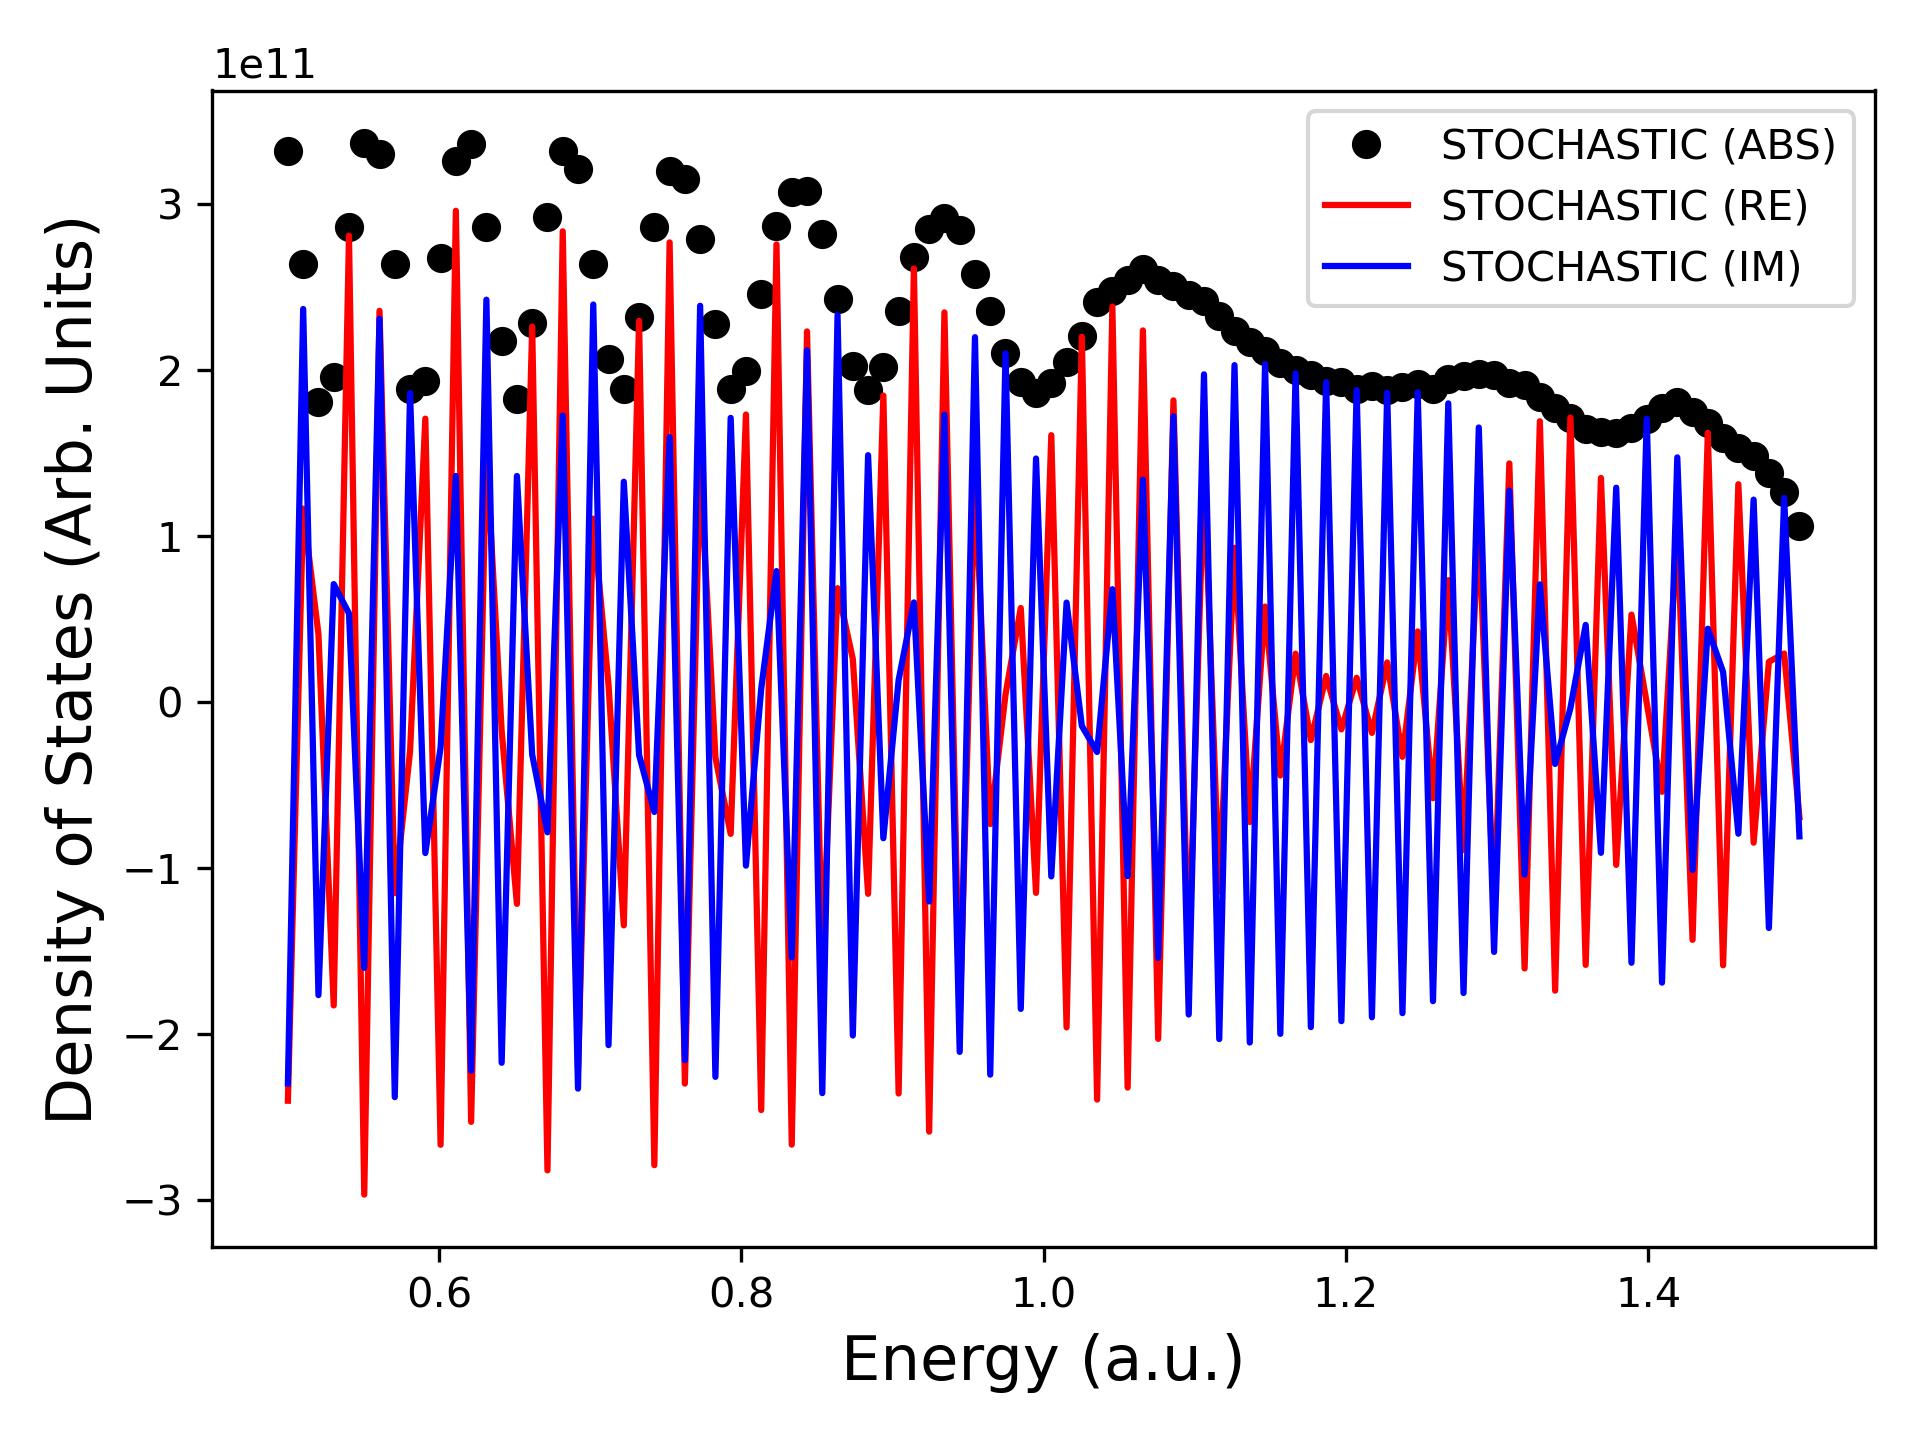 1e11
STOCHASTIC (ABS)
STOCHASTIC (RE)
STOCHASTIC (IM)
Density of States (Arb. Units)
3
2
1
0
−1
−2
−3
0.6 0.8 1.0 1.2 1.4
Energy (a.u.)